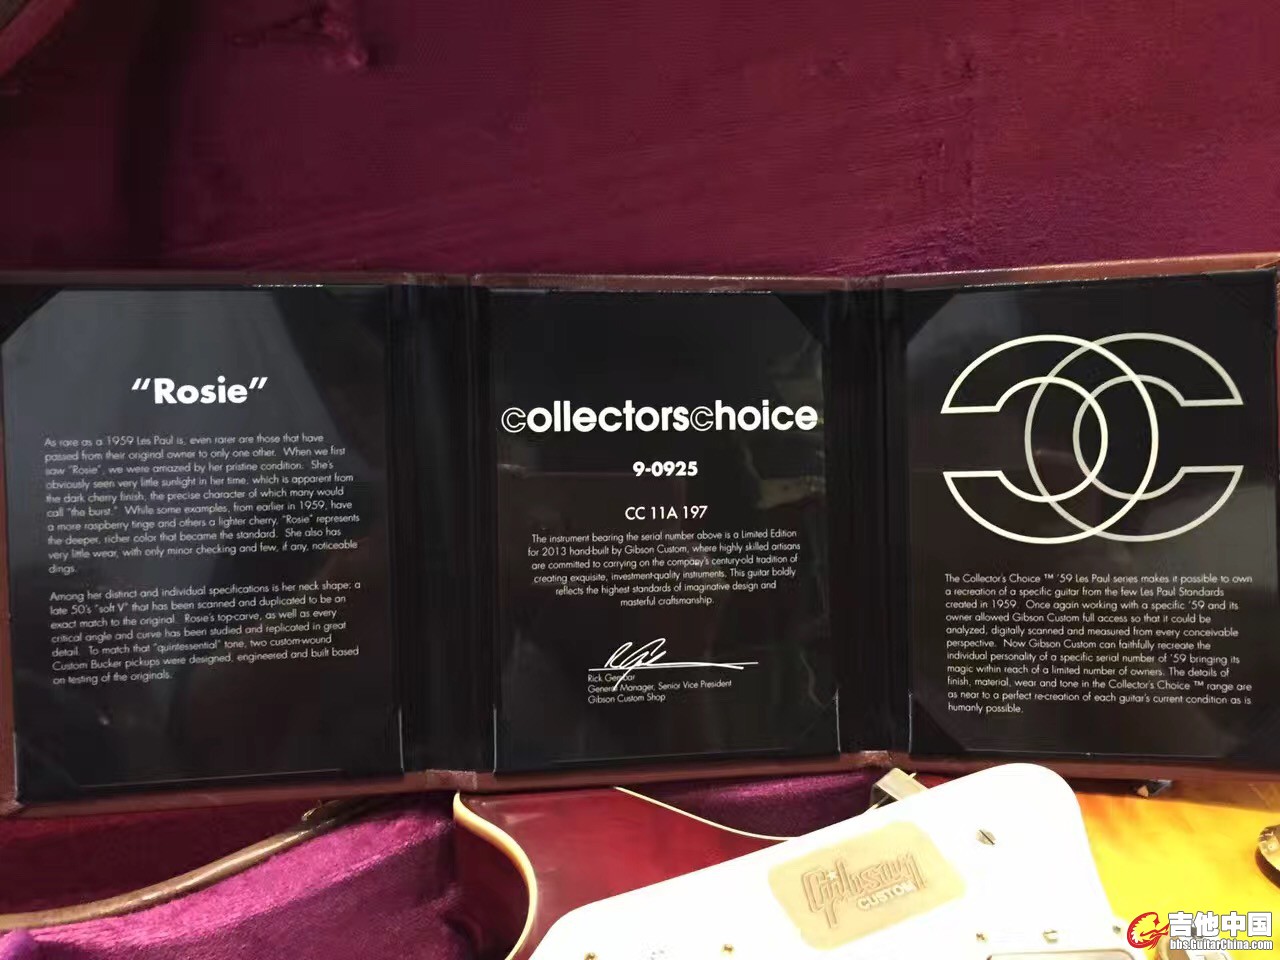 “Rosie”
As rare as a 1959 Les Paul is, even rarer are those that have
passed from their original owner to only one other. When we first
saw “Rosie”, we were amazed by her pristine condition. She’s
obviously seen very little sunlight in her time, which is apparent from
the dark cherry finish, the precise character of which many would
call “the burst.” While some examples, from earlier in 1959, have
a more raspberry tinge and others a lighter cherry, “Rosie” represents
the deeper, richer color that became the standard. She also has
very little wear, with only minor checking and few, if any, noticeable
dings.
Among her distinct and individual specifications is her neck shape: a
late 50’s “soft V” that has been scanned and duplicated to be an
exact match to the original. Rosie’s top-carve, as well as every
critical angle and curve has been studied and replicated in great
detail. To match that “quintessential” tone, two custom-wound
Custom Bucker pickups were designed, engineered and built based
on testing of the originals.
collectorschoice
9-0925
CC 11A 197
The instrument bearing the serial number above is a Limited Edition
for 2013 hand-built by Gibson Custom, where highly skilled artisans
are committed to carrying on the company’s century-old tradition of
creating exquisite, investment-quality instruments. This guitar boldly
reflects the highest standards of imaginative design and
masterful craftsmanship.
Rick Gembar
General Manager, Senior Vice President
Gibson Custom Shop
The Collector’s Choice ™ ’59 Les Paul series makes it possible to own
a recreation of a specific guitar from the few Les Paul Standards
created in 1959. Once again working with a specific ’59 and its
owner allowed Gibson Custom full access so that it could be
analyzed, digitally scanned and measured from every conceivable
perspective. Now Gibson Custom can faithfully recreate the
individual personality of a specific serial number of ’59 bringing its
magic within reach of a limited number of owners. The details of
finish, material, wear and tone in the Collector’s Choice ™ range are
as near to a perfect re-creation of each guitar’s current condition as is
humanly possible.
Gibson
CUSTOM
吉他中国
bbs.GuitarChina.com